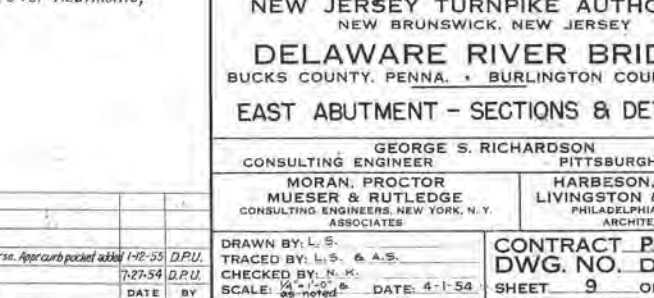 NEW JERSEY TURNPIKE AUTHO
NEW BRUNSWICK, NEW JERSEY
DELAWARE RIVER BRID
BUCKS COUNTY, PENNA. • BURLINGTON COU
EAST ABUTMENT – SECTIONS & DE
GEORGE S. RICHARDSON
CONSULTING ENGINEER PITTSBURGH
MORAN, PROCTOR
MUESER & RUTLEDGE
CONSULTING ENGINEERS, NEW YORK, N.Y.
ASSOCIATES
HARBESON,
LIVINGSTON &
PHILADELPHIA
ARCHITE
DRAWN BY: L. S.
TRACED BY: L.S. & A.S.
CHECKED BY: N. K.
SCALE: 1/4"=1'-0" & as noted DATE: 4-1-54
CONTRACT P
DWG. NO. D
SHEET 9 O
curb pocket added 1-12-55 D.P.U.
7-27-54 D.P.U.
DATE BY